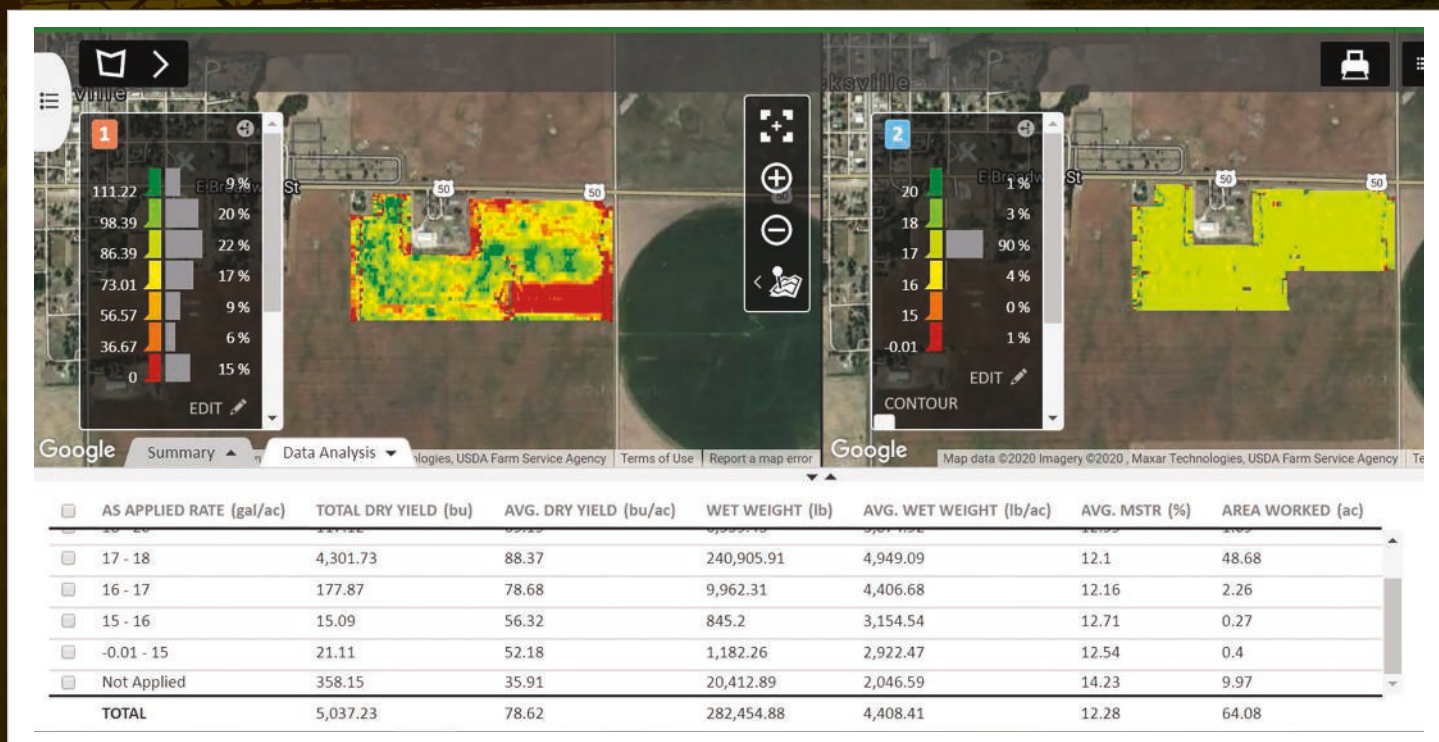 ville
ksville
1
E Broadw St
50
50
50
111.22 9 %
98.39 20 %
86.39 22 %
73.01 17 %
56.57 9 %
36.67 6 %
0 15 %
EDIT
2
St
50
50
20 1 %
18 3 %
17 90 %
16 4 %
15 0 %
-0.01 1 %
EDIT
CONTOUR
Google Summary Data Analysis logies, USDA Farm Service Agency Terms of Use Report a map error
Google Map data ©2020 Imagery ©2020 , Maxar Technologies, USDA Farm Service Agency Te
AS APPLIED RATE (gal/ac) TOTAL DRY YIELD (bu) AVG. DRY YIELD (bu/ac) WET WEIGHT (lb) AVG. WET WEIGHT (lb/ac) AVG. MSTR (%) AREA WORKED (ac)
17 - 18 4,301.73 88.37 240,905.91 4,949.09 12.1 48.68
16 - 17 177.87 78.68 9,962.31 4,406.68 12.16 2.26
15 - 16 15.09 56.32 845.2 3,154.54 12.71 0.27
-0.01 - 15 21.11 52.18 1,182.26 2,922.47 12.54 0.4
Not Applied 358.15 35.91 20,412.89 2,046.59 14.23 9.97
TOTAL 5,037.23 78.62 282,454.88 4,408.41 12.28 64.08